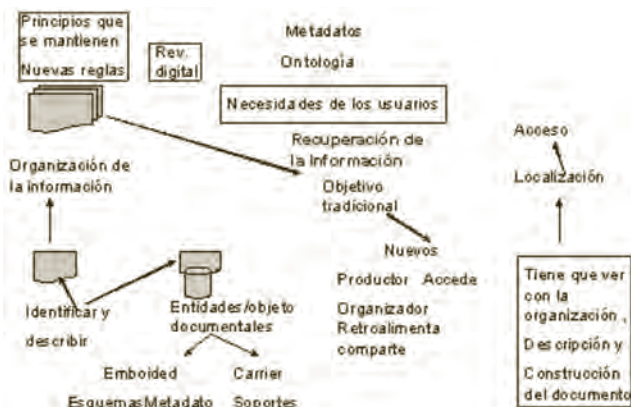 Principios que
se mantienen
Nuevas reglas
Rev.
digital
Metadatos
Ontología
Necesidades de los usuarios
Recuperación de
la Información
Objetivo
tradicional
Nuevos
Productor Accede
Organizador
Retroalimenta
comparte
Organización de
la información
Identificar y
describir
Entidades/objeto
documentales
Emboided
Carrier
EsquemasMetadato
Soportes
Acceso
Localización
Tiene que ver
con la
organización ,
Descripción y
Construcción
del documento